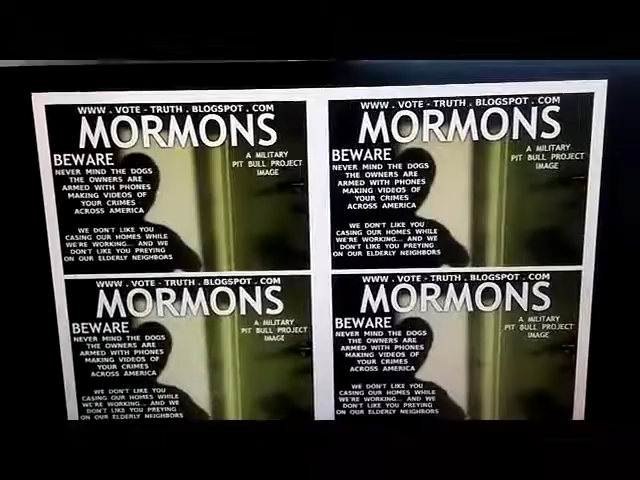 WWW . VOTE - TRUTH . BLOGSPOT . COM
MORMONS
BEWARE
A MILITARY
PIT BULL PROJECT
IMAGE
NEVER MIND THE DOGS
THE OWNERS ARE
ARMED WITH PHONES
MAKING VIDEOS OF
YOUR CRIMES
ACROSS AMERICA
WE DON'T LIKE YOU
CASING OUR HOMES WHILE
WE'RE WORKING... AND WE
DON'T LIKE YOU PREYING
ON OUR ELDERLY NEIGHBORS
WWW . VOTE - TRUTH . BLOGSPOT . COM
MORMONS
BEWARE
A MILITARY
PIT BULL PROJECT
IMAGE
NEVER MIND THE DOGS
THE OWNERS ARE
ARMED WITH PHONES
MAKING VIDEOS OF
YOUR CRIMES
ACROSS AMERICA
WE DON'T LIKE YOU
CASING OUR HOMES WHILE
WE'RE WORKING... AND WE
DON'T LIKE YOU PREYING
ON OUR ELDERLY NEIGHBORS
WWW . VOTE - TRUTH . BLOGSPOT . COM
MORMONS
BEWARE
A MILITARY
PIT BULL PROJECT
IMAGE
NEVER MIND THE DOGS
THE OWNERS ARE
ARMED WITH PHONES
MAKING VIDEOS OF
YOUR CRIMES
ACROSS AMERICA
WE DON'T LIKE YOU
CASING OUR HOMES WHILE
WE'RE WORKING... AND WE
DON'T LIKE YOU PREYING
ON OUR ELDERLY NEIGHBORS
WWW . VOTE - TRUTH . BLOGSPOT . COM
MORMONS
BEWARE
A MILITARY
PIT BULL PROJECT
IMAGE
NEVER MIND THE DOGS
THE OWNERS ARE
ARMED WITH PHONES
MAKING VIDEOS OF
YOUR CRIMES
ACROSS AMERICA
WE DON'T LIKE YOU
CASING OUR HOMES WHILE
WE'RE WORKING... AND WE
DON'T LIKE YOU PREYING
ON OUR ELDERLY NEIGHBORS